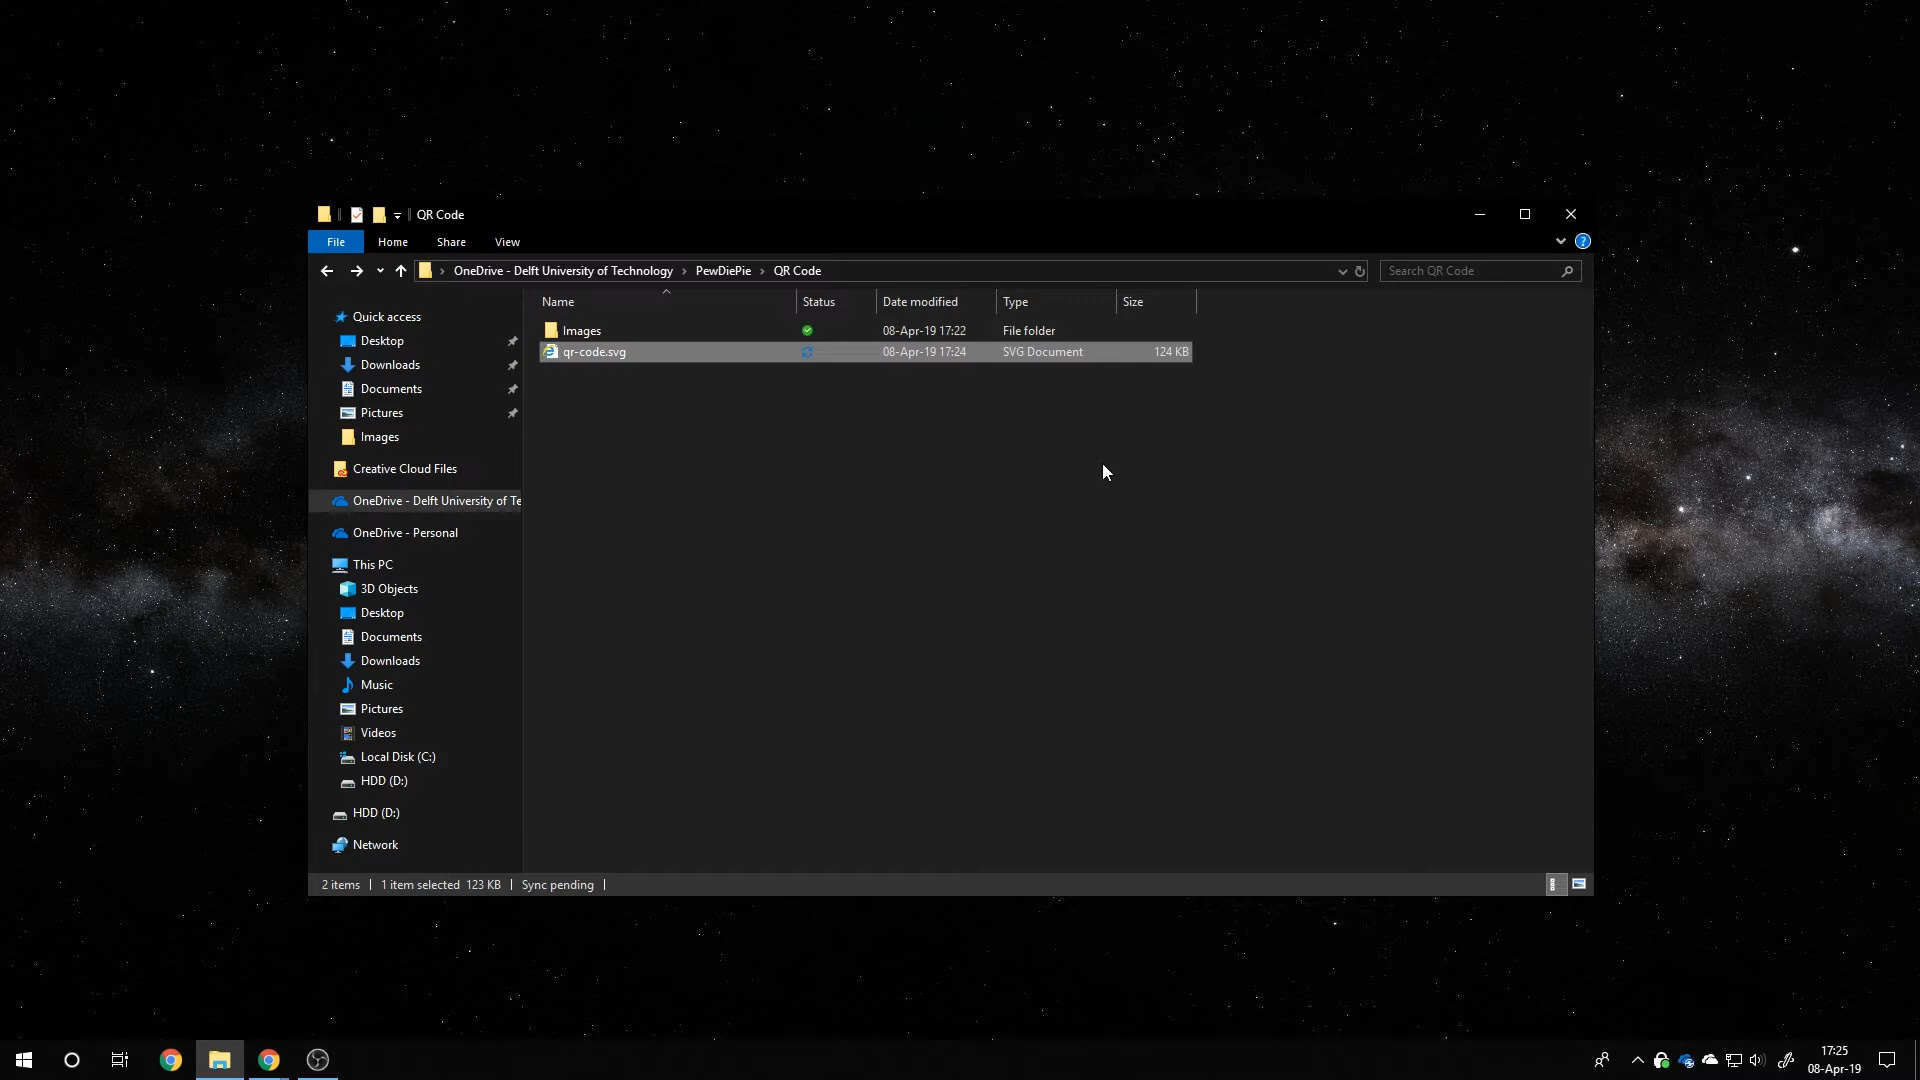 QR Code
File Home Share View
OneDrive - Delft University of Technology PewDiePie QR Code
Search QR Code
Name Status Date modified Type Size
Images 08-Apr-19 17:22 File folder
qr-code.svg 08-Apr-19 17:24 SVG Document 124 KB
Quick access
Desktop
Downloads
Documents
Pictures
Images
Creative Cloud Files
OneDrive - Delft University of Te
OneDrive - Personal
This PC
3D Objects
Desktop
Documents
Downloads
Music
Pictures
Videos
Local Disk (C:)
HDD (D:)
HDD (D:)
Network
2 items 1 item selected 123 KB Sync pending
17:25
08-Apr-19